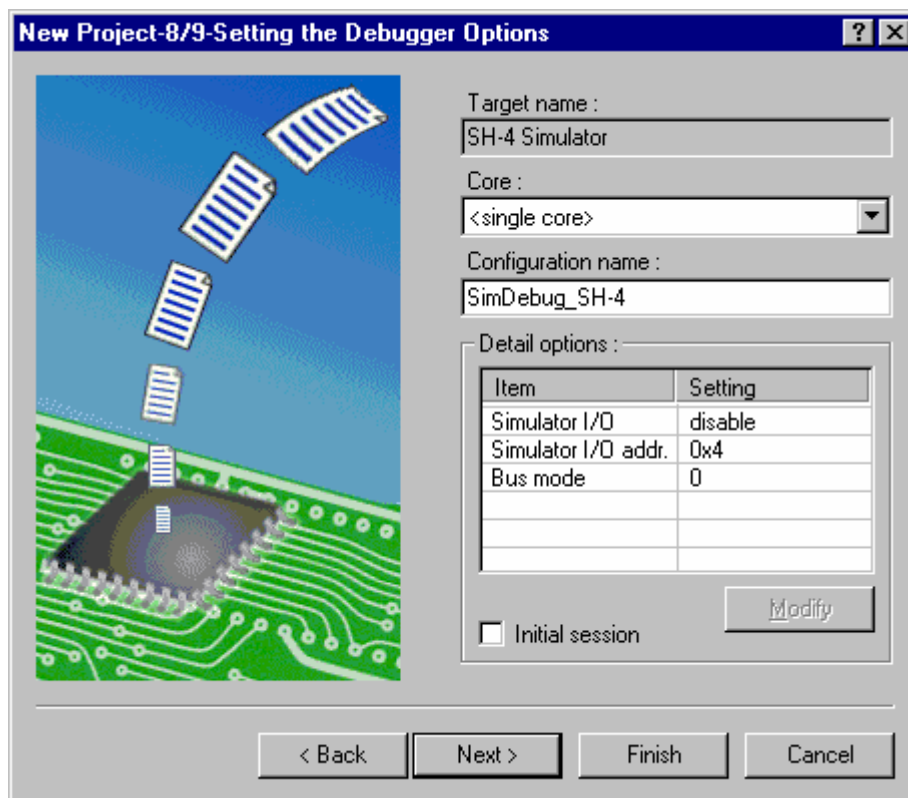 New Project-8/9-Setting the Debugger Options
Target name :
SH-4 Simulator
Core :
<single core>
Configuration name :
SimDebug_SH-4
Detail options :
Item Setting
Simulator I/O disable
Simulator I/O addr. 0x4
Bus mode 0
Modify
Initial session
< Back Next > Finish Cancel